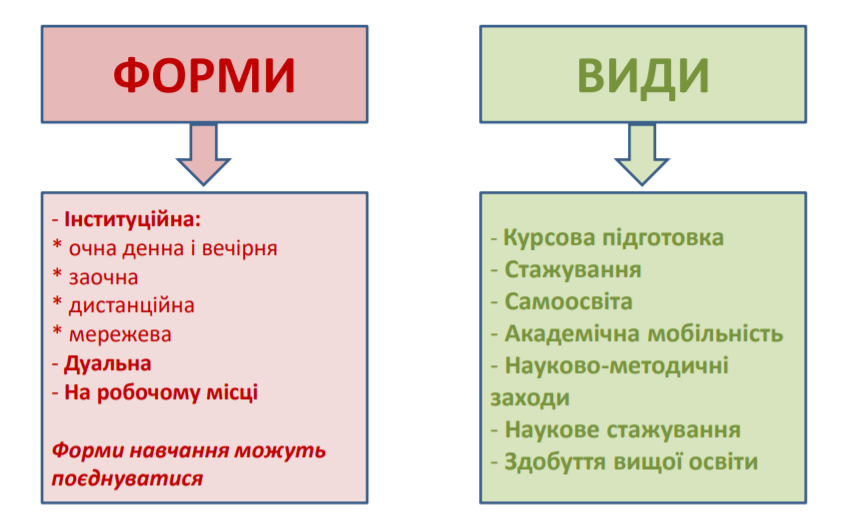 ФОРМИ
- Інституційна:
* очна денна і вечірня
* заочна
* дистанційна
* мережева
- Дуальна
- На робочому місці
Форми навчання можуть
поєднуватися
ВИДИ
- Курсова підготовка
- Стажування
- Самоосвіта
- Академічна мобільність
- Науково-методичні
заходи
- Наукове стажування
- Здобуття вищої освіти